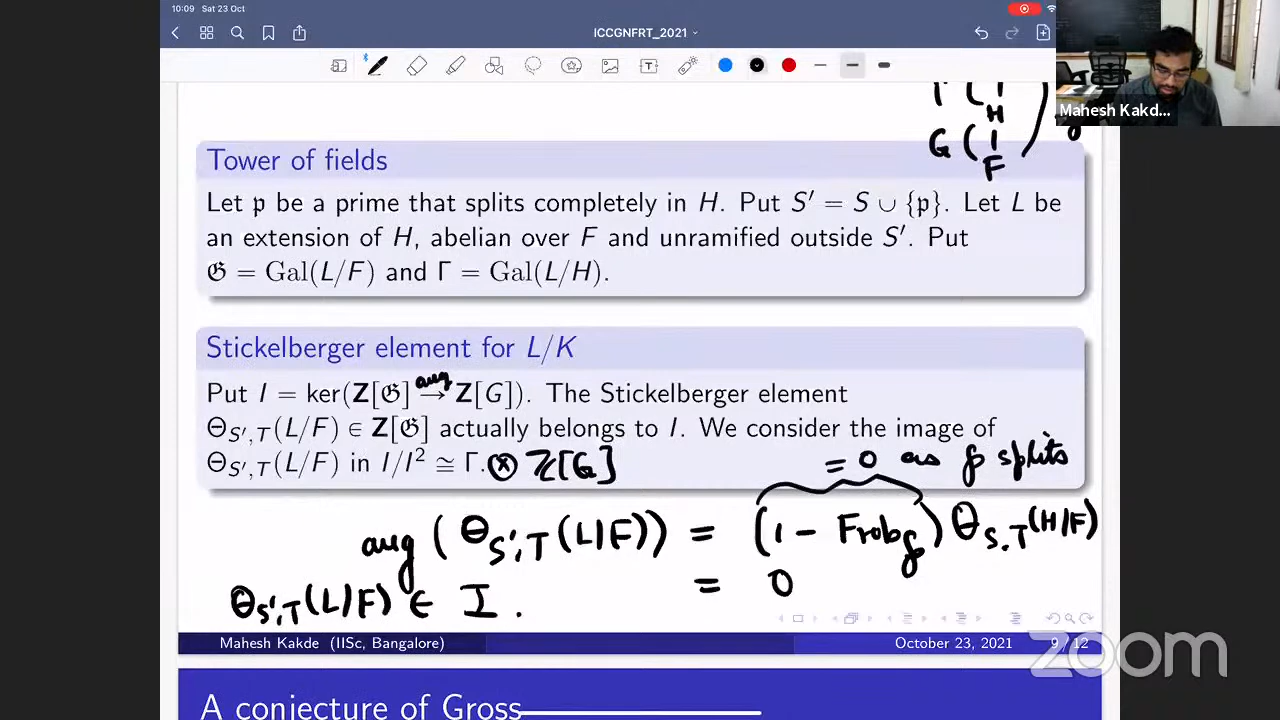 10:09 Sat 23 Oct
ICCGNFRT_2021
Mahesh Kakd...
Γ ( |
H
G ( |
F
Tower of fields
Let 𝔭 be a prime that splits completely in H. Put S′ = S ∪ {𝔭}. Let L be
an extension of H, abelian over F and unramified outside S′. Put
𝔊 = Gal(L/F) and Γ = Gal(L/H).
Stickelberger element for L/K
aug
Put I = ker(Z[𝔊] → Z[G]). The Stickelberger element
Θ_{S′,T}(L/F) ∈ Z[𝔊] actually belongs to I. We consider the image of
Θ_{S′,T}(L/F) in I/I² ≅ Γ. ⊗ Z[G]
= 0 as 𝔭 splits
aug (Θ_{S′,T}(L/F)) = (1 - Frob_𝔭) Θ_{S,T}(H/F)
= 0
Θ_{S′,T}(L/F) ∈ I.
Mahesh Kakde (IISc, Bangalore)
October 23, 2021
9 / 12
zoom
A conjecture of Gross